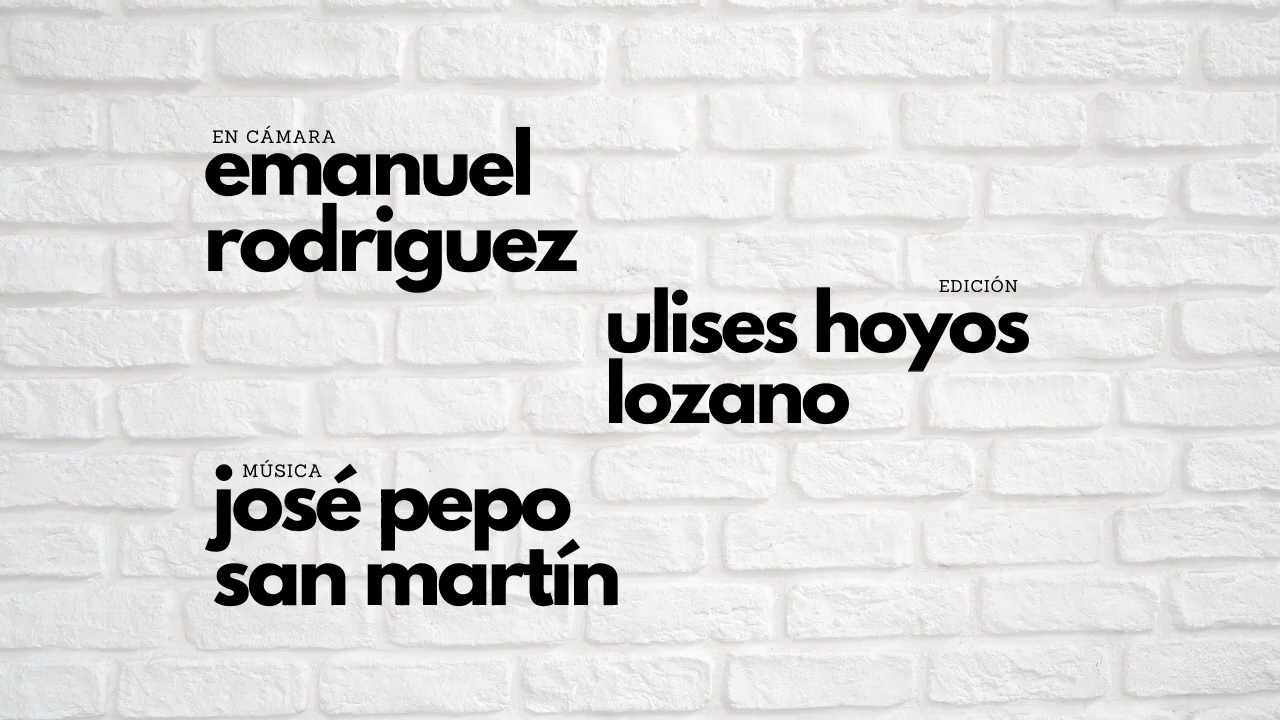 EN CÁMARA
emanuel
rodriguez
EDICIÓN
ulises hoyos
lozano
MÚSICA
josé pepo
san martín